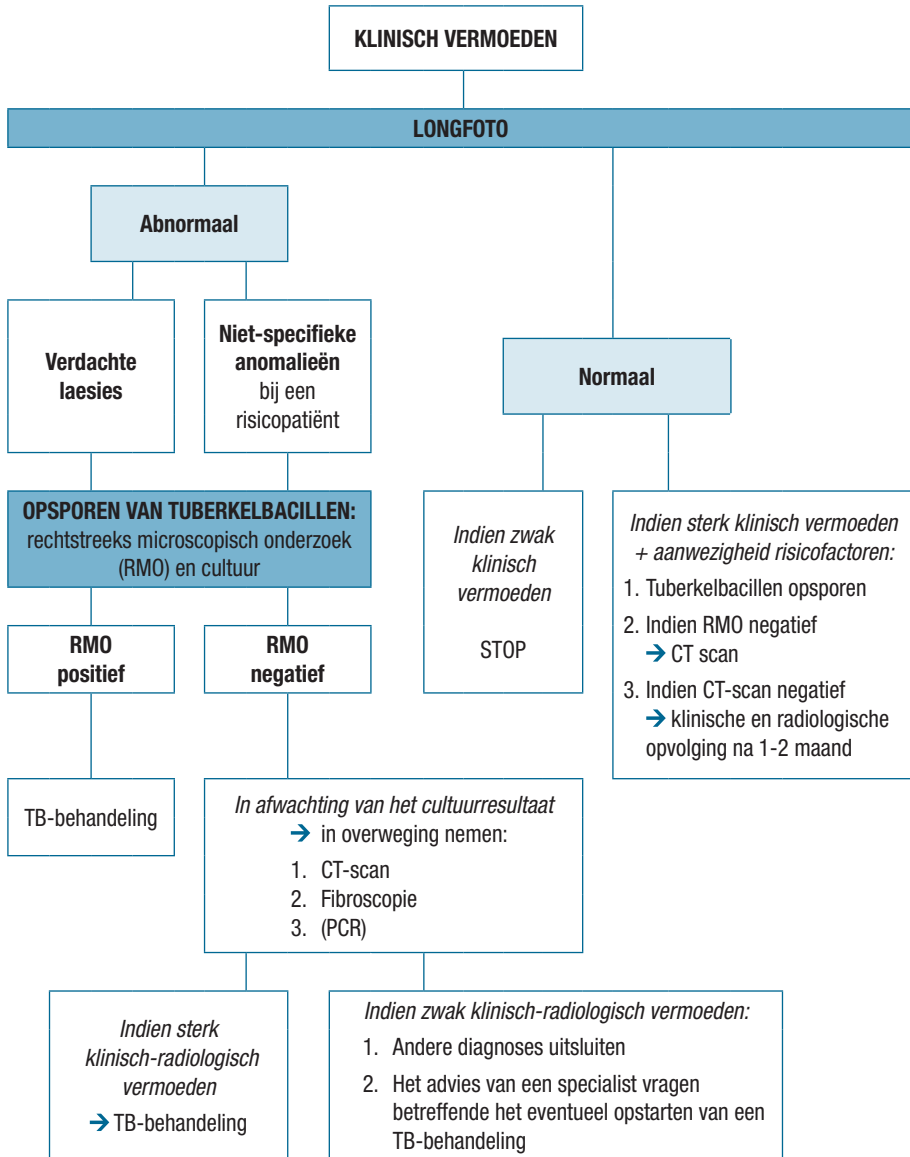 KLINISCH VERMOEDEN
LONGFOTO
Abnormaal
Verdachte
laesies
Niet-specifieke
anomalieën
bij een
risicopatiënt
Normaal
OPSPOREN VAN TUBERKELBACILLEN:
rechtstreeks microscopisch onderzoek
(RMO) en cultuur
RMO
positief
RMO
negatief
Indien zwak
klinisch
vermoeden
STOP
Indien sterk klinisch vermoeden
+ aanwezigheid risicofactoren:
1. Tuberkelbacillen opsporen
2. Indien RMO negatief
→ CT scan
3. Indien CT-scan negatief
→ klinische en radiologische
opvolging na 1-2 maand
TB-behandeling
In afwachting van het cultuurresultaat
→ in overweging nemen:
1. CT-scan
2. Fibroscopie
3. (PCR)
Indien sterk
klinisch-radiologisch
vermoeden
→ TB-behandeling
Indien zwak klinisch-radiologisch vermoeden:
1. Andere diagnoses uitsluiten
2. Het advies van een specialist vragen
betreffende het eventueel opstarten van een
TB-behandeling